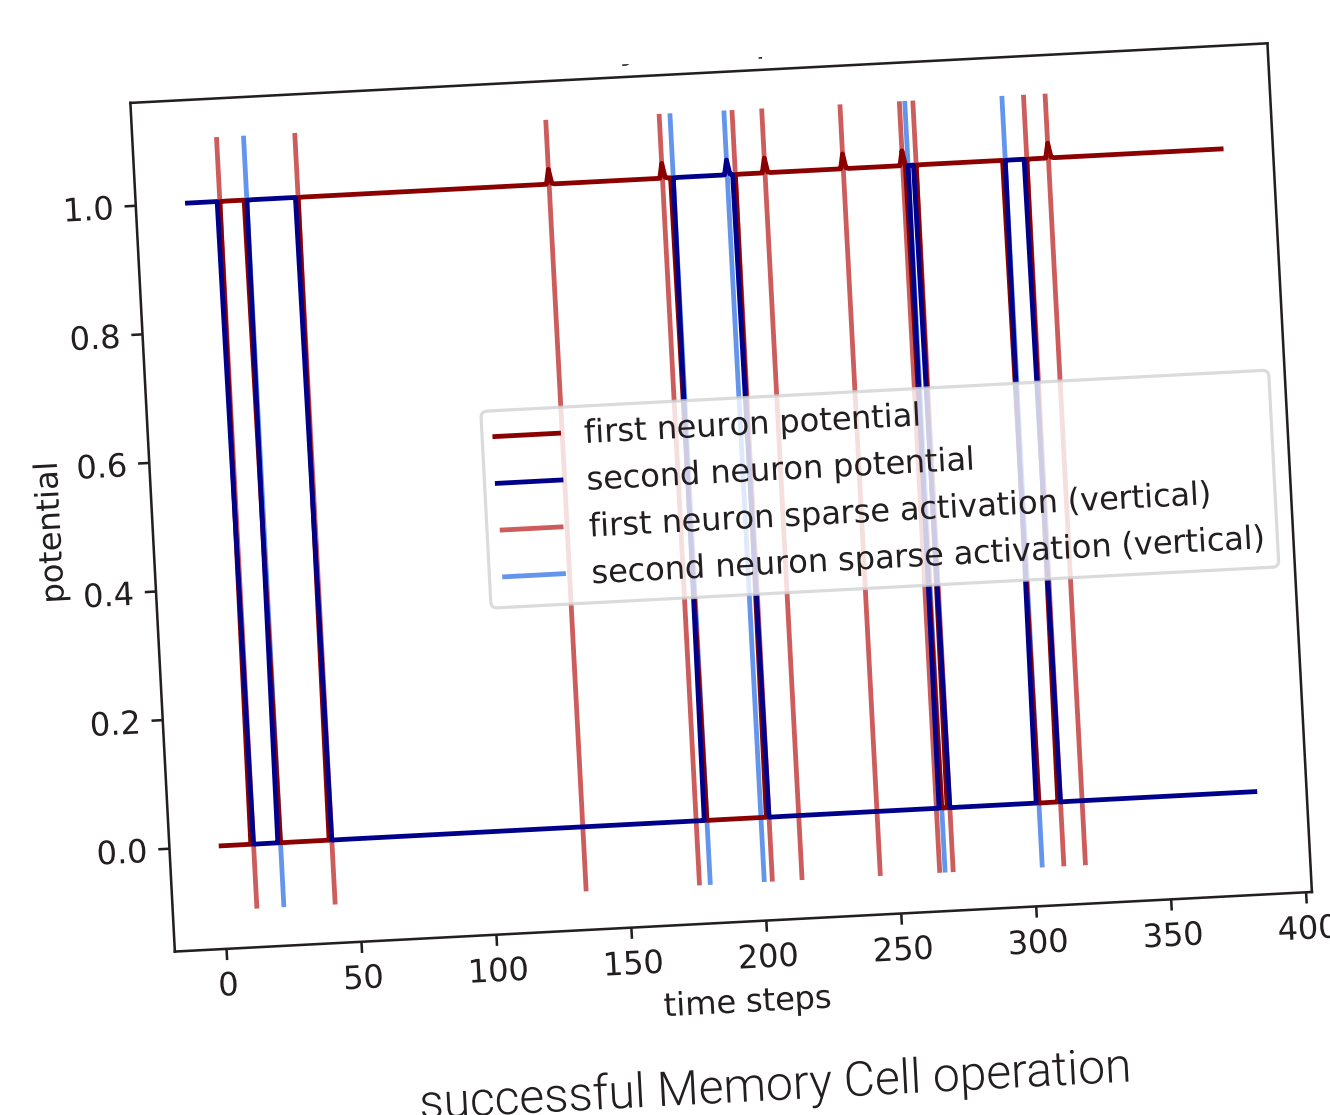 1.0
0.8
0.6
0.4
0.2
0.0
potential
first neuron potential
second neuron potential
first neuron sparse activation (vertical)
second neuron sparse activation (vertical)
0 50 100 150 200 250 300 350 400
time steps
successful Memory Cell operation